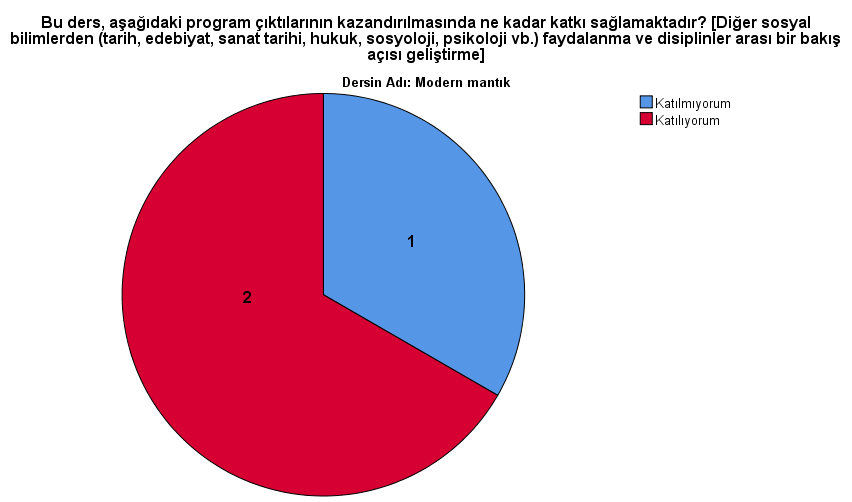 Bu ders, aşağıdaki program çıktılarının kazandırılmasında ne kadar katkı sağlamaktadır? [Diğer sosyal
bilimlerden (tarih, edebiyat, sanat tarihi, hukuk, sosyoloji, psikoloji vb.) faydalanma ve disiplinler arası bir bakış
açısı geliştirme]
Dersin Adı: Modern mantık
Katılmıyorum
Katılıyorum
1
2